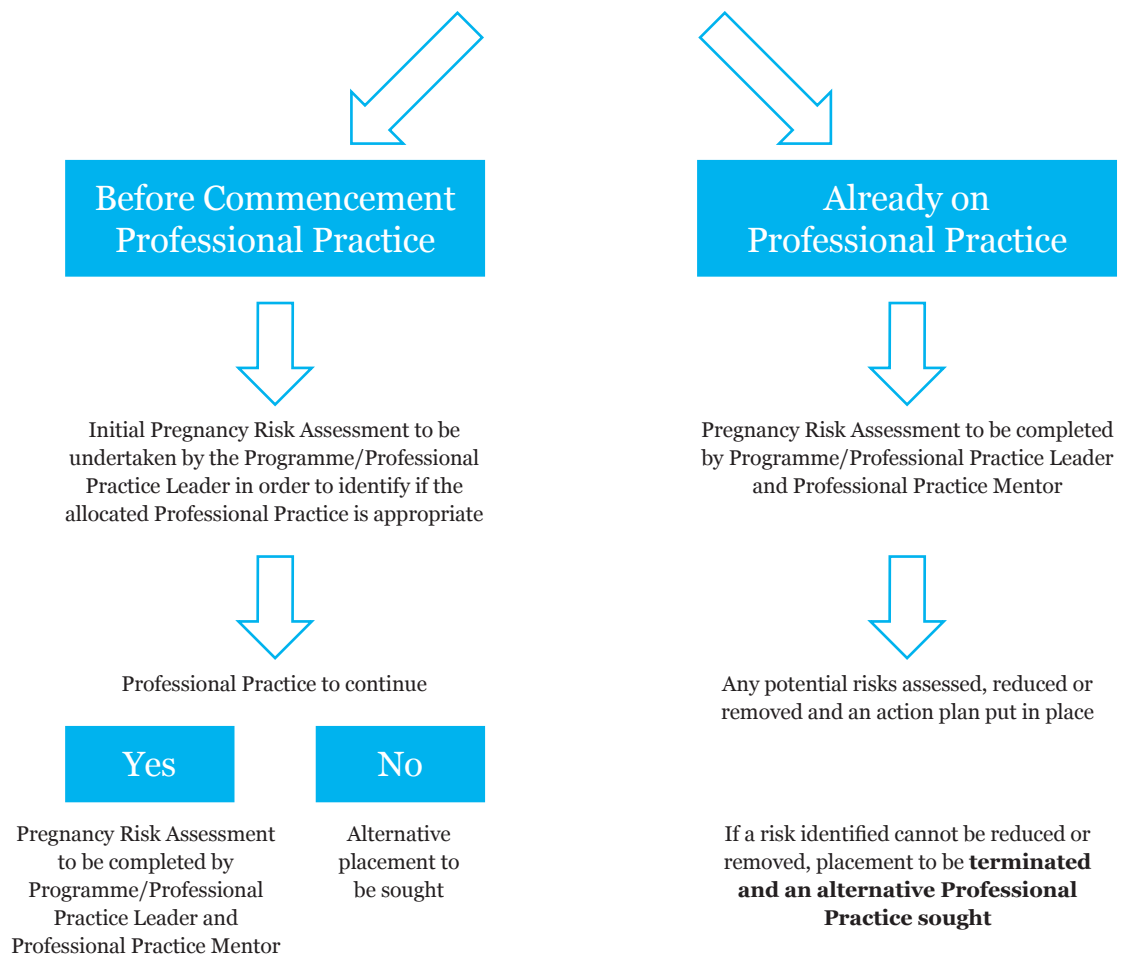 Before Commencement
Professional Practice
Initial Pregnancy Risk Assessment to be
undertaken by the Programme/Professional
Practice Leader in order to identify if the
allocated Professional Practice is appropriate
Professional Practice to continue
Yes
Pregnancy Risk Assessment
to be completed by
Programme/Professional
Practice Leader and
Professional Practice Mentor
No
Alternative
placement to
be sought
Already on
Professional Practice
Pregnancy Risk Assessment to be completed
by Programme/Professional Practice Leader
and Professional Practice Mentor
Any potential risks assessed, reduced or
removed and an action plan put in place
If a risk identified cannot be reduced or
removed, placement to be terminated
and an alternative Professional
Practice sought